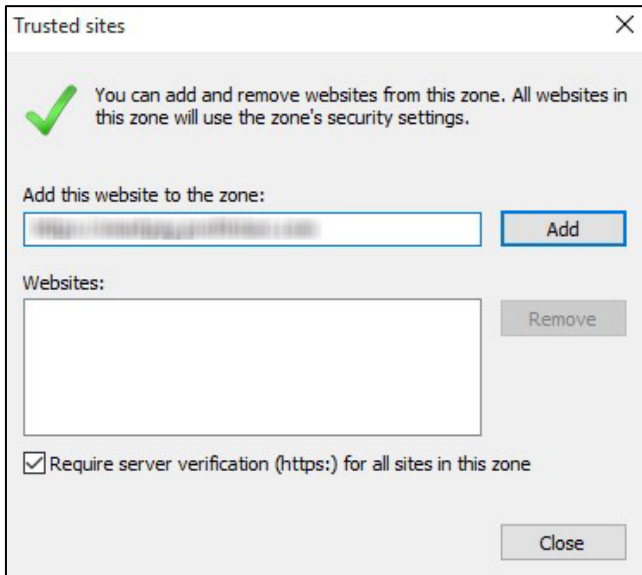 Trusted sites
You can add and remove websites from this zone. All websites in
this zone will use the zone's security settings.
Add this website to the zone:
Add
Websites:
Remove
Require server verification (https:) for all sites in this zone
Close